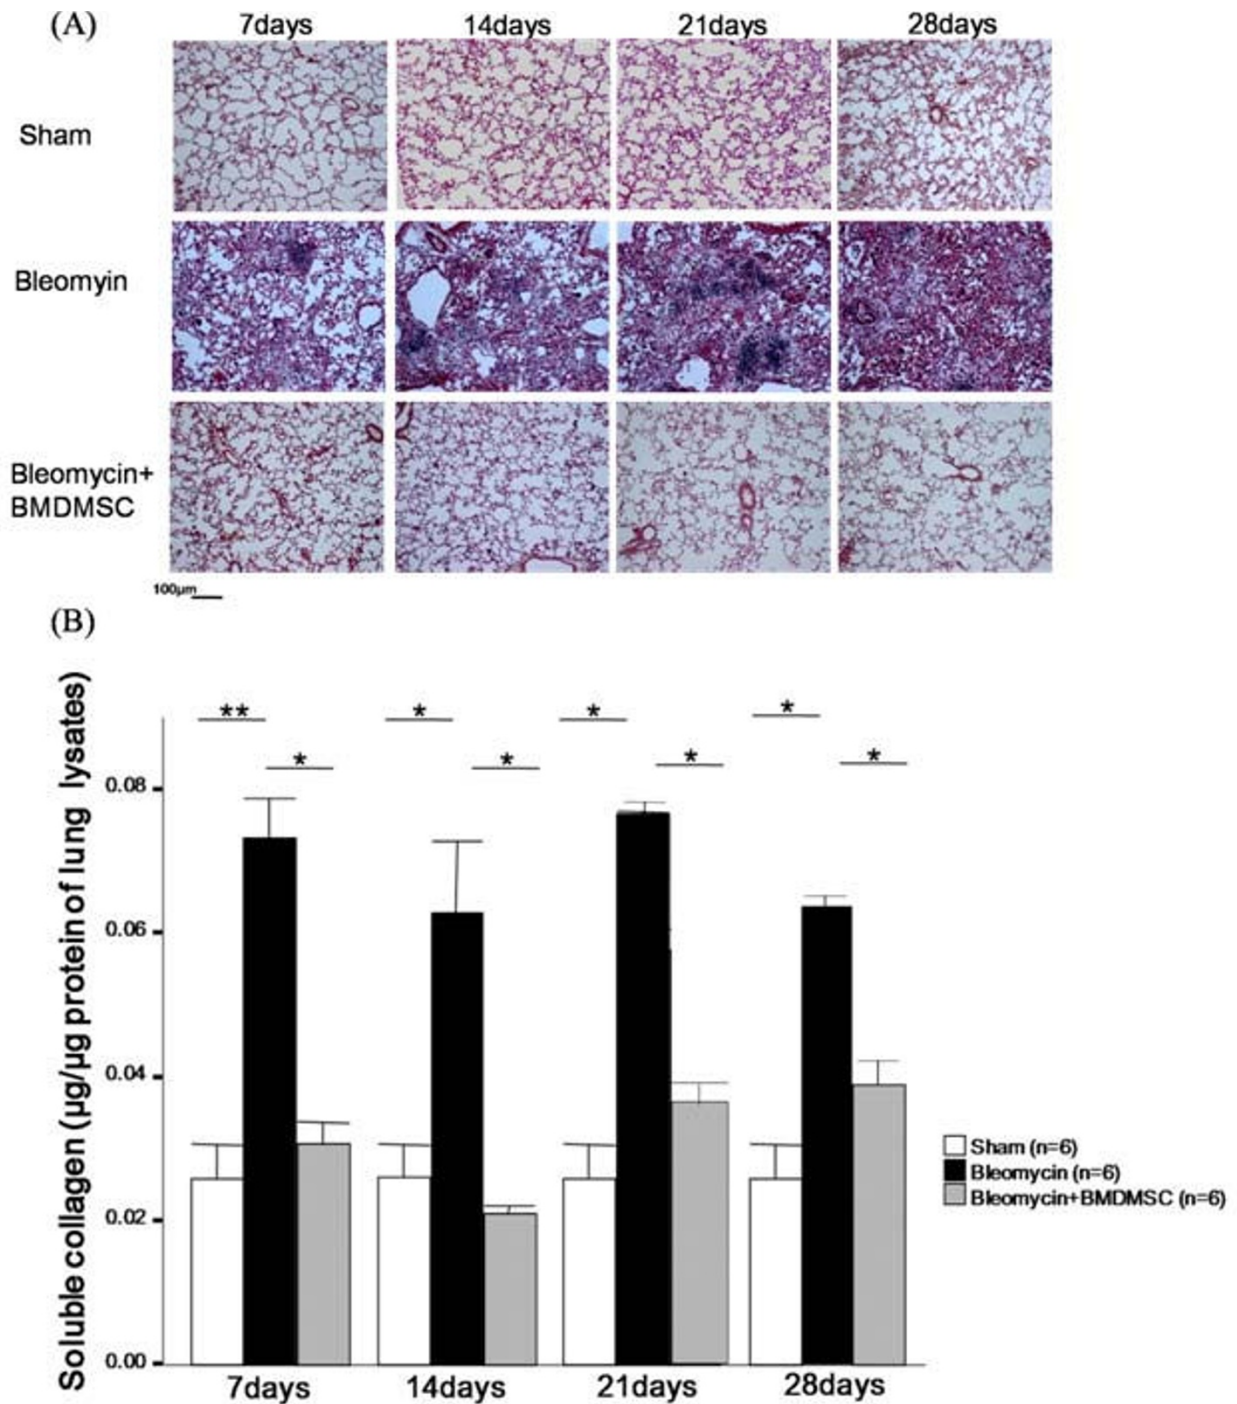 (A)
7days 14days 21days 28days
Sham
Bleomyin
Bleomycin+
BMDMSC
100μm
(B)
Soluble collagen (μg/μg protein of lung lysates)
** * * *
* * * *
0.08
0.06
0.04
0.02
0.00
Sham (n=6)
Bleomycin (n=6)
Bleomycin+BMDMSC (n=6)
7days 14days 21days 28days